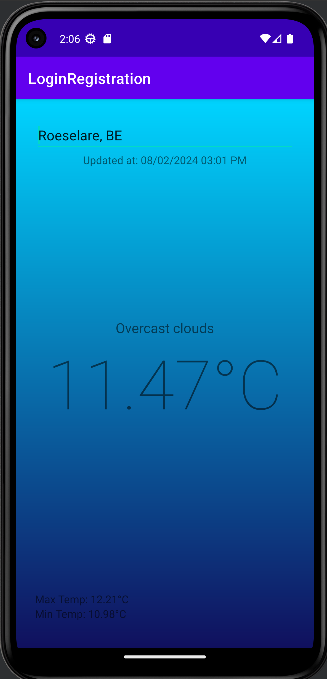 2:06
LoginRegistration
Roeselare, BE
Updated at: 08/02/2024 03:01 PM
Overcast clouds
11.47°C
Max Temp: 12.21°C
Min Temp: 10.98°C